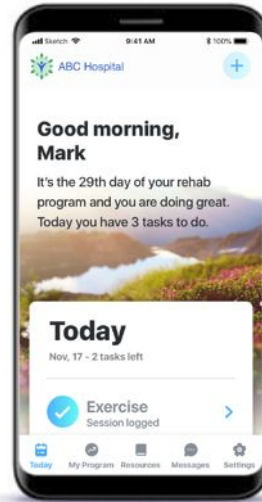 Sketch 9:41 AM 100%
ABC Hospital
Good morning,
Mark
It's the 29th day of your rehab
program and you are doing great.
Today you have 3 tasks to do.
Today
Nov, 17 - 2 tasks left
Exercise
Session logged
Today My Program Resources Messages Settings